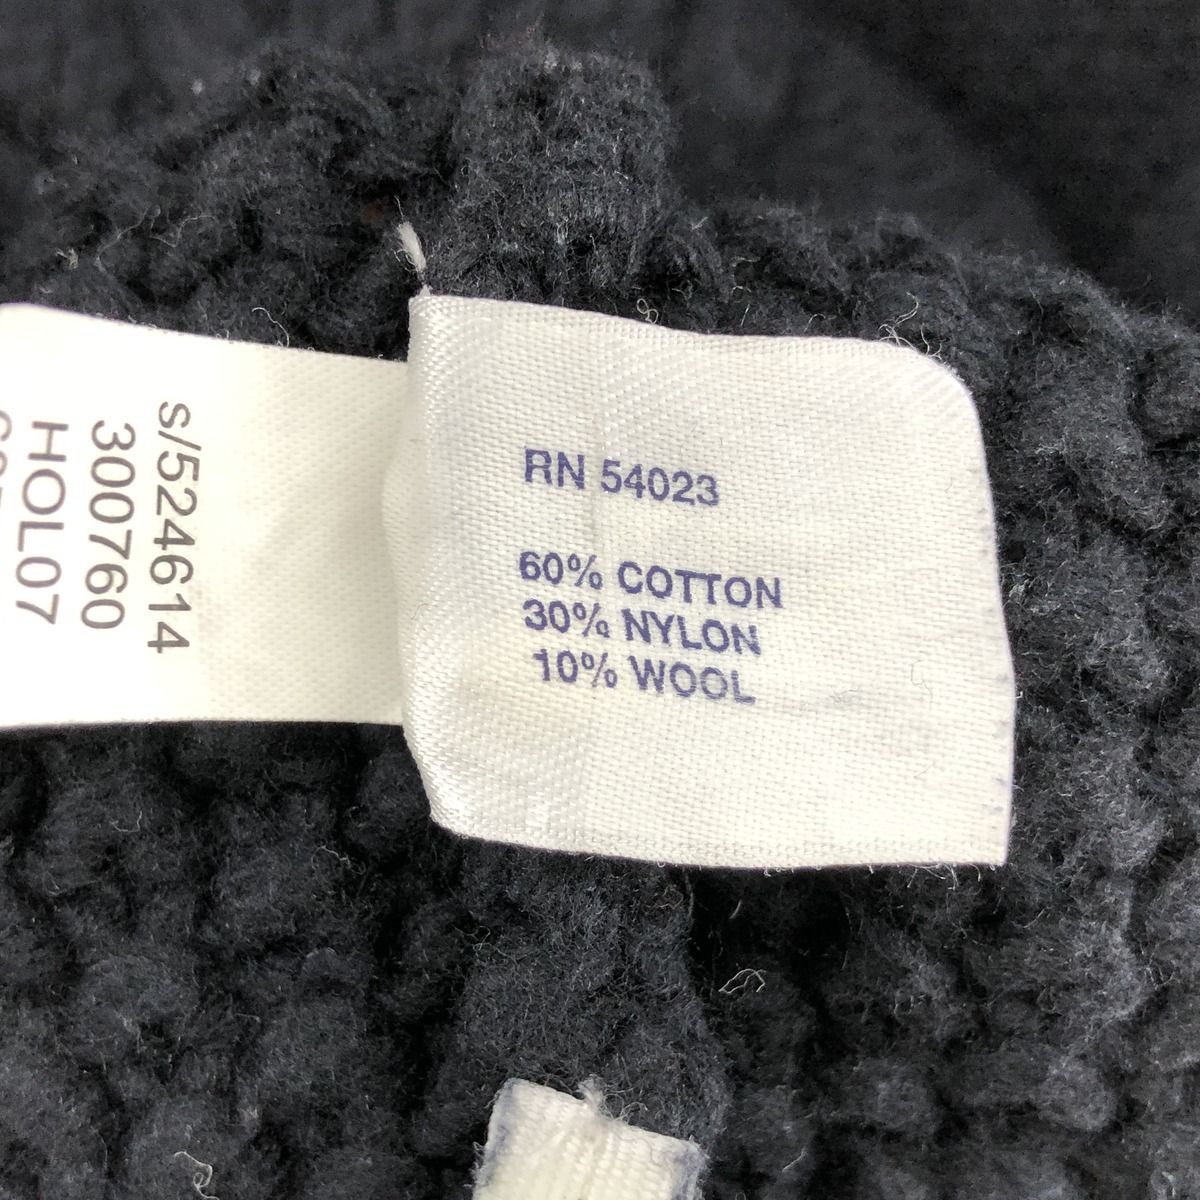 RN 54023
60% COTTON
30% NYLON
10% WOOL
s/524614
300760
HOL07